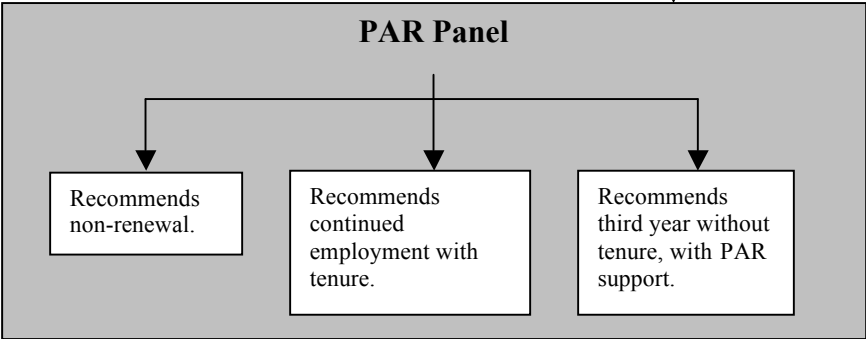 PAR Panel
Recommends
non-renewal.
Recommends
continued
employment with
tenure.
Recommends
third year without
tenure, with PAR
support.